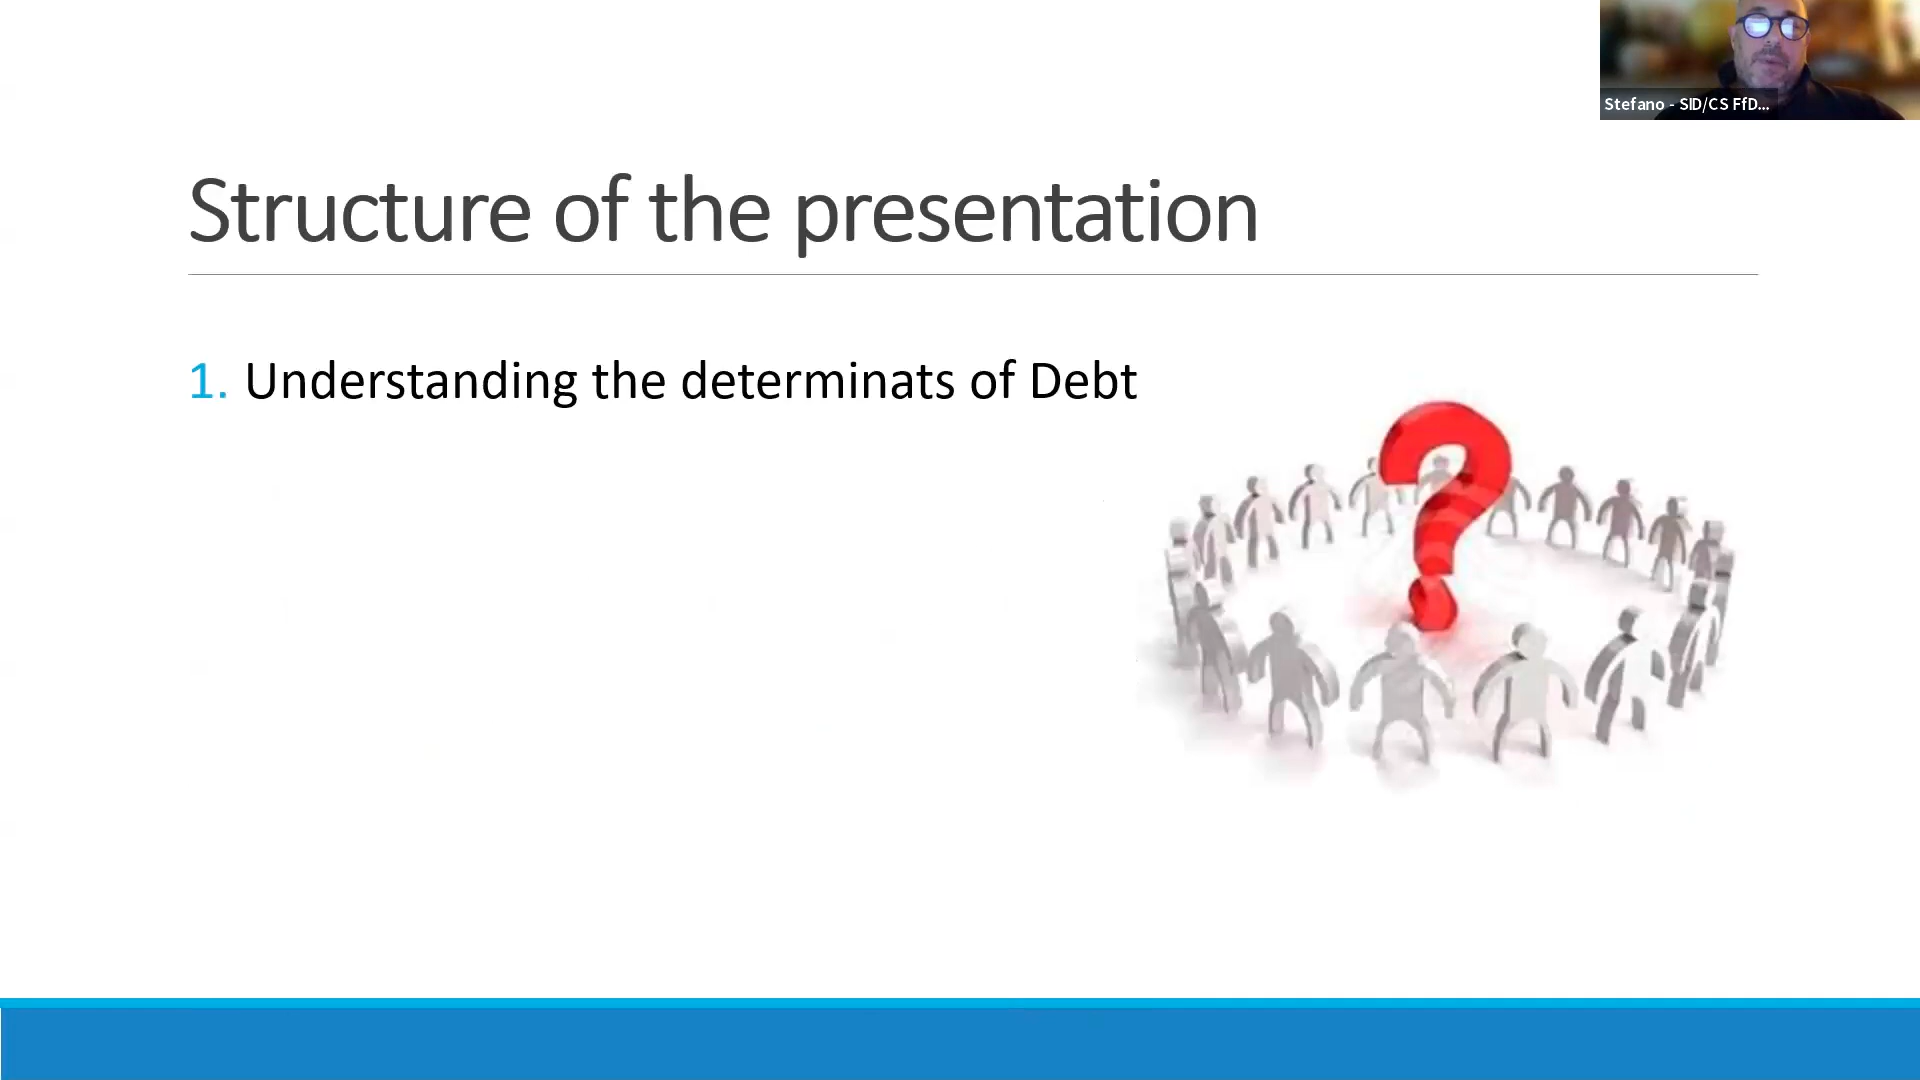 Stefano - SID/CS FfD...
Structure of the presentation
1. Understanding the determinats of Debt